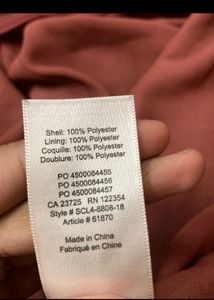 Shell: 100% Polyester
Lining: 100% Polyester
Coquille: 100% Polyester
Doublure: 100% Polyester
PO 4500084455
PO 4500084456
PO 4500084457
CA 23725 RN 122354
Style # SCL4-8808-18
Article # 61870
Made in China
Fabriqué en Chine